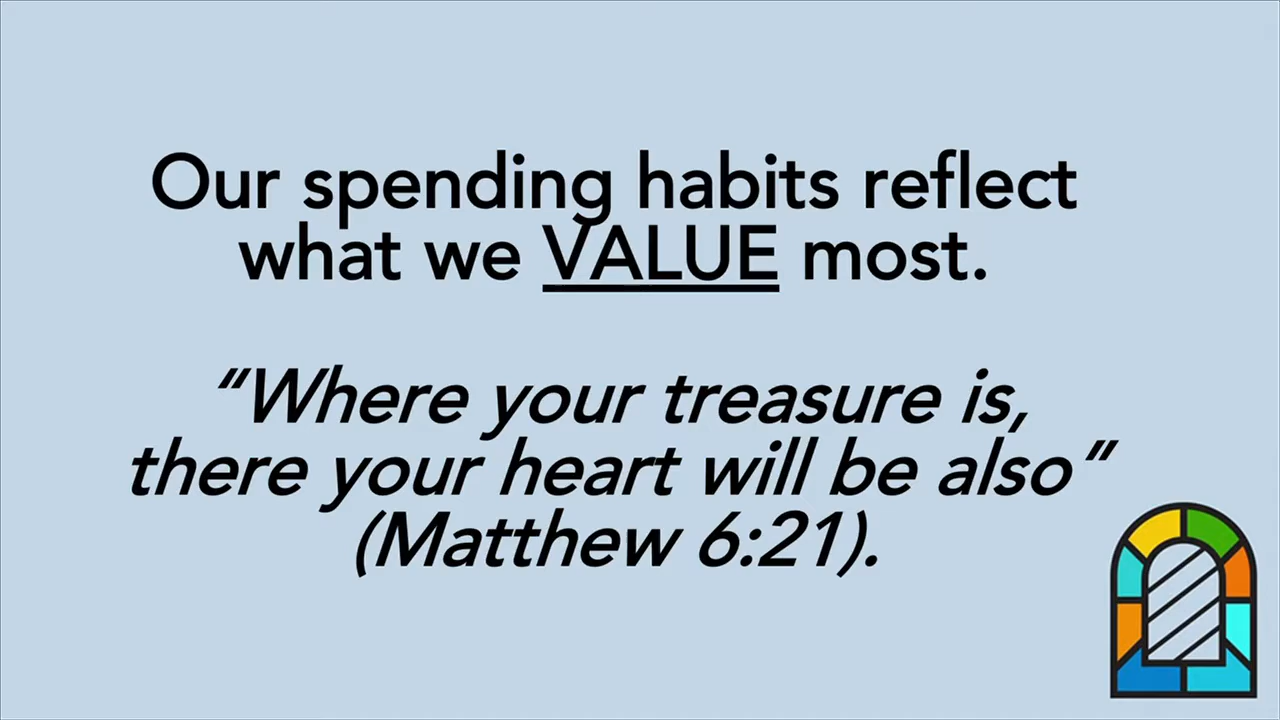 Our spending habits reflect
what we VALUE most.
“Where your treasure is,
there your heart will be also”
(Matthew 6:21).